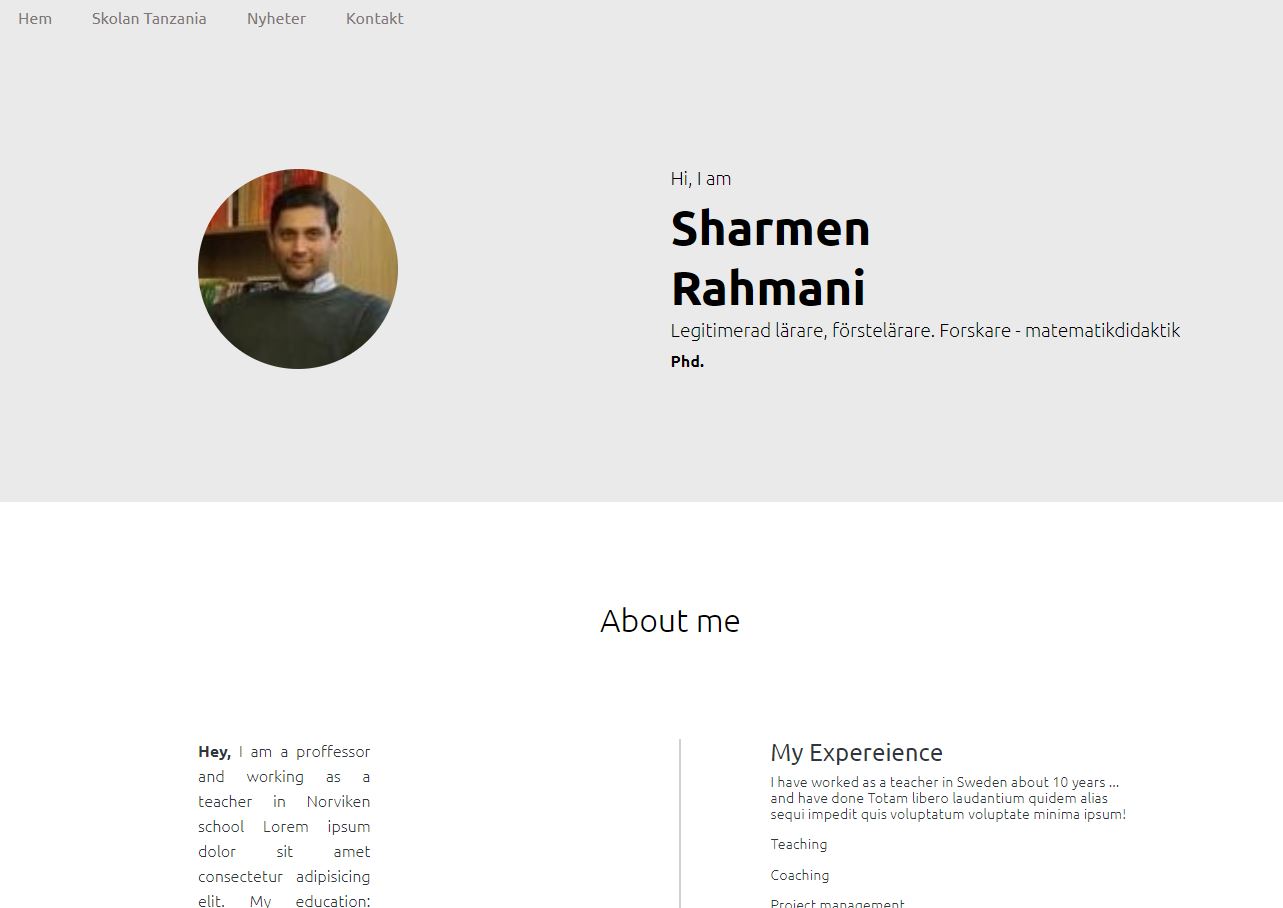 Hem Skolan Tanzania Nyheter Kontakt
Hi, I am
Sharmen
Rahmani
Legitimerad lärare, förstelärare. Forskare - matematikdidaktik
Phd.
About me
Hey, I am a proffessor
and working as a
teacher in Norviken
school Lorem ipsum
dolor sit amet
consectetur adipisicing
elit. My education:
My Expereience
I have worked as a teacher in Sweden about 10 years ...
and have done Totam libero laudantium quidem alias
sequi impedit quis voluptatum voluptate minima ipsum!
Teaching
Coaching
Project management